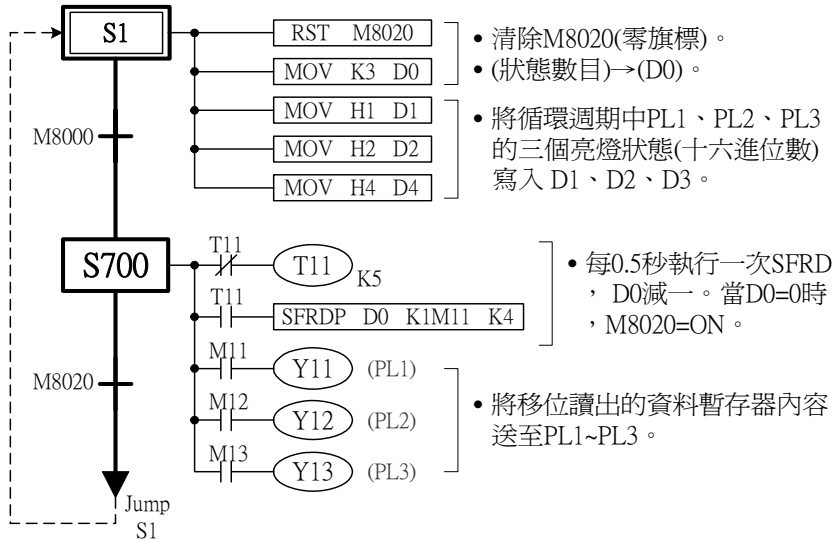 S1
RST M8020
MOV K3 D0
MOV H1 D1
MOV H2 D2
MOV H4 D4
• 清除M8020(零旗標)。
• (狀態數目)→(D0)。
• 將循環週期中PL1、PL2、PL3
的三個亮燈狀態(十六進位數)
寫入 D1、D2、D3。
M8000
S700
T11
T11
K5
T11
SFRDP D0 K1M11 K4
M11
Y11
(PL1)
M12
Y12
(PL2)
M13
Y13
(PL3)
• 每0.5秒執行一次SFRD
,D0減一。當D0=0時
,M8020=ON。
• 將移位讀出的資料暫存器內容
送至PL1~PL3。
M8020
Jump
S1